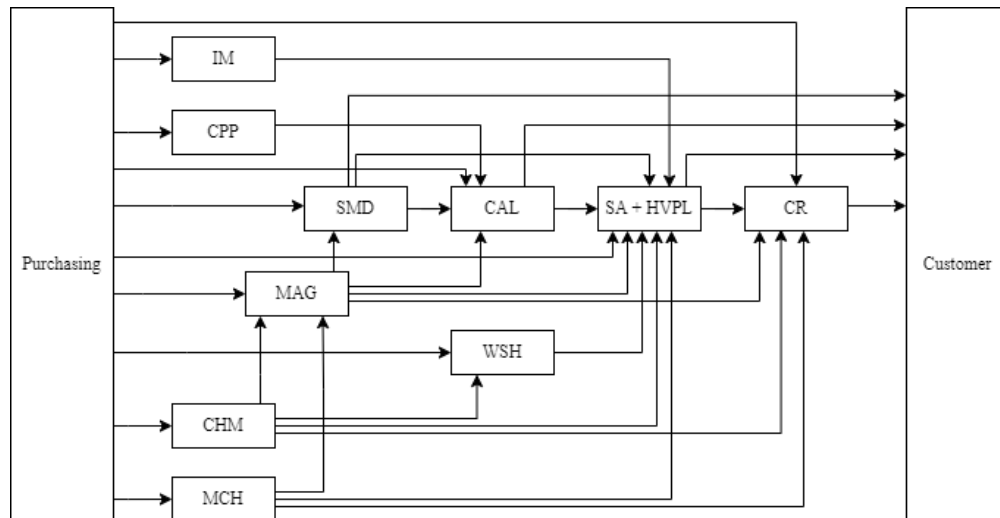 IM
CPP
SMD
CAL
SA + HVPL
CR
Purchasing
Customer
MAG
WSH
CHM
MCH